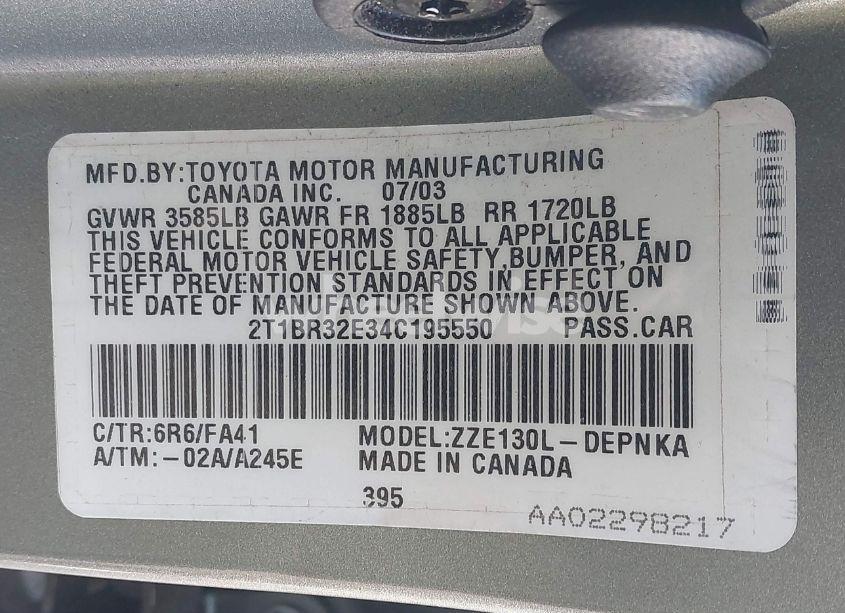 MFD.BY:TOYOTA MOTOR MANUFACTURING
CANADA INC. 07/03
GVWR 3585LB GAWR FR 1885LB RR 1720LB
THIS VEHICLE CONFORMS TO ALL APPLICABLE
FEDERAL MOTOR VEHICLE SAFETY,BUMPER, AND
THEFT PREVENTION STANDARDS IN EFFECT ON
THE DATE OF MANUFACTURE SHOWN ABOVE.
2T1BR32E34C195550 PASS.CAR
C/TR:6R6/FA41 MODEL:ZZE130L-DEPNKA
A/TM:-02A/A245E MADE IN CANADA
395
AA02298217